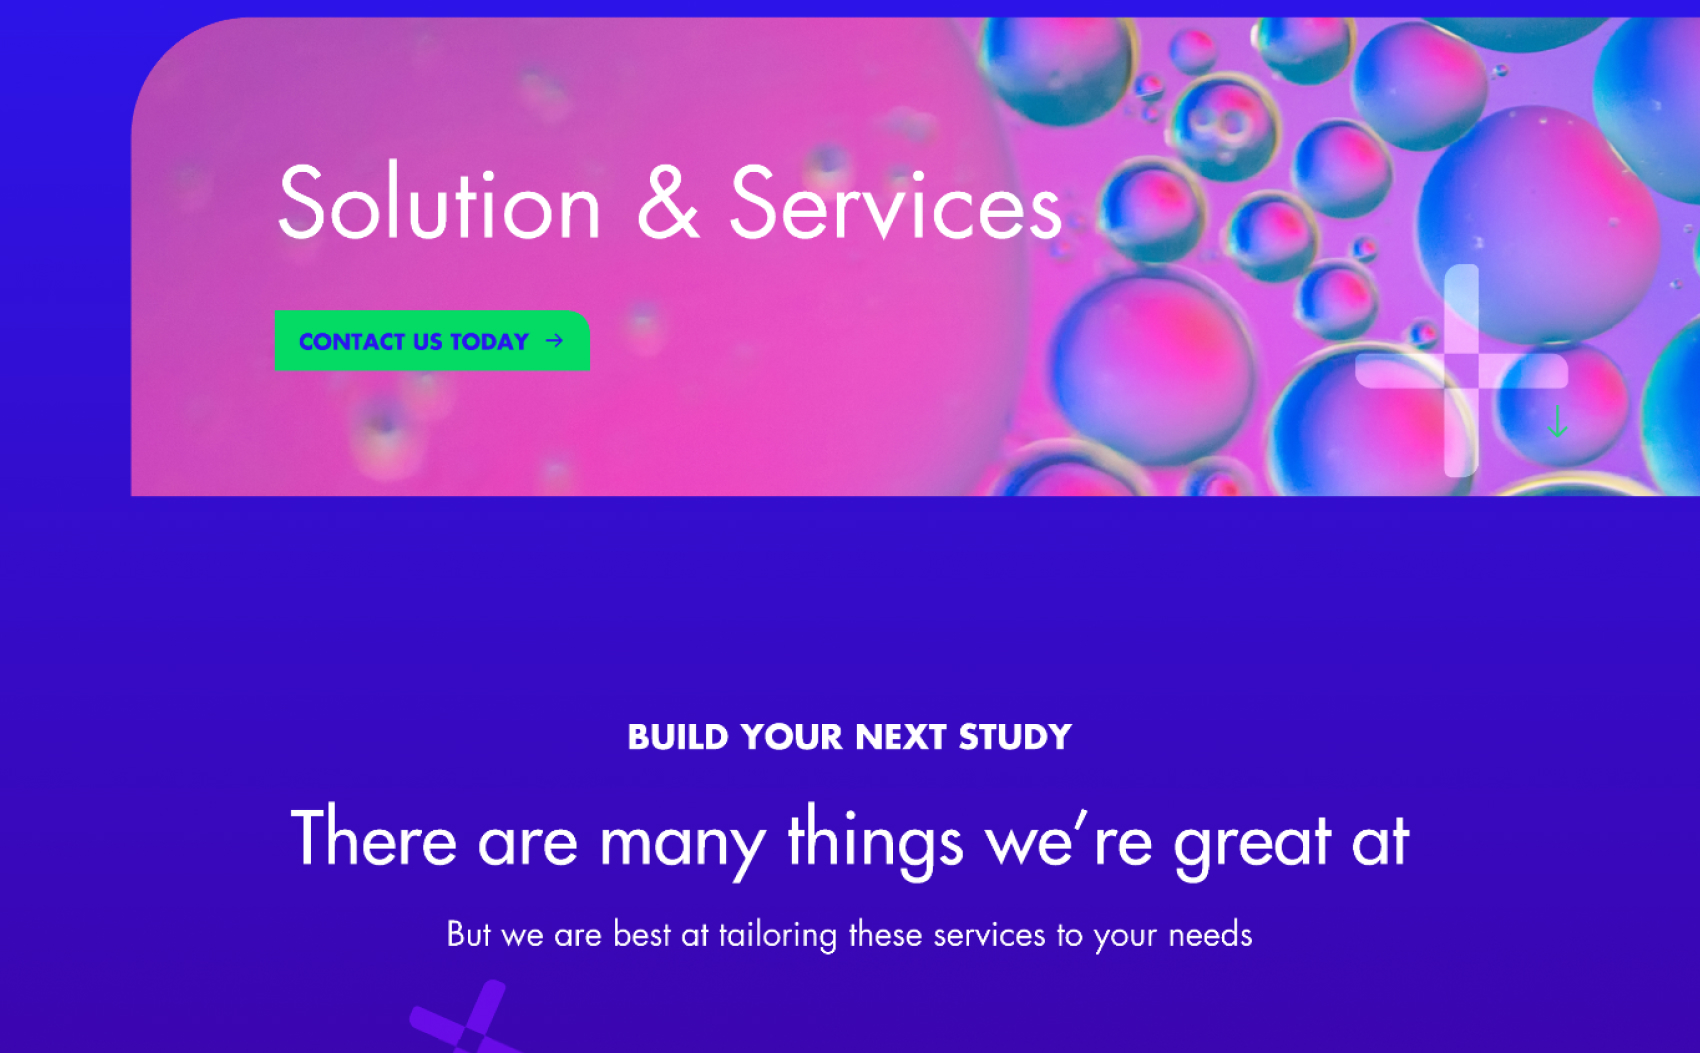 Solution & Services
CONTACT US TODAY →
BUILD YOUR NEXT STUDY
There are many things we’re great at
But we are best at tailoring these services to your needs